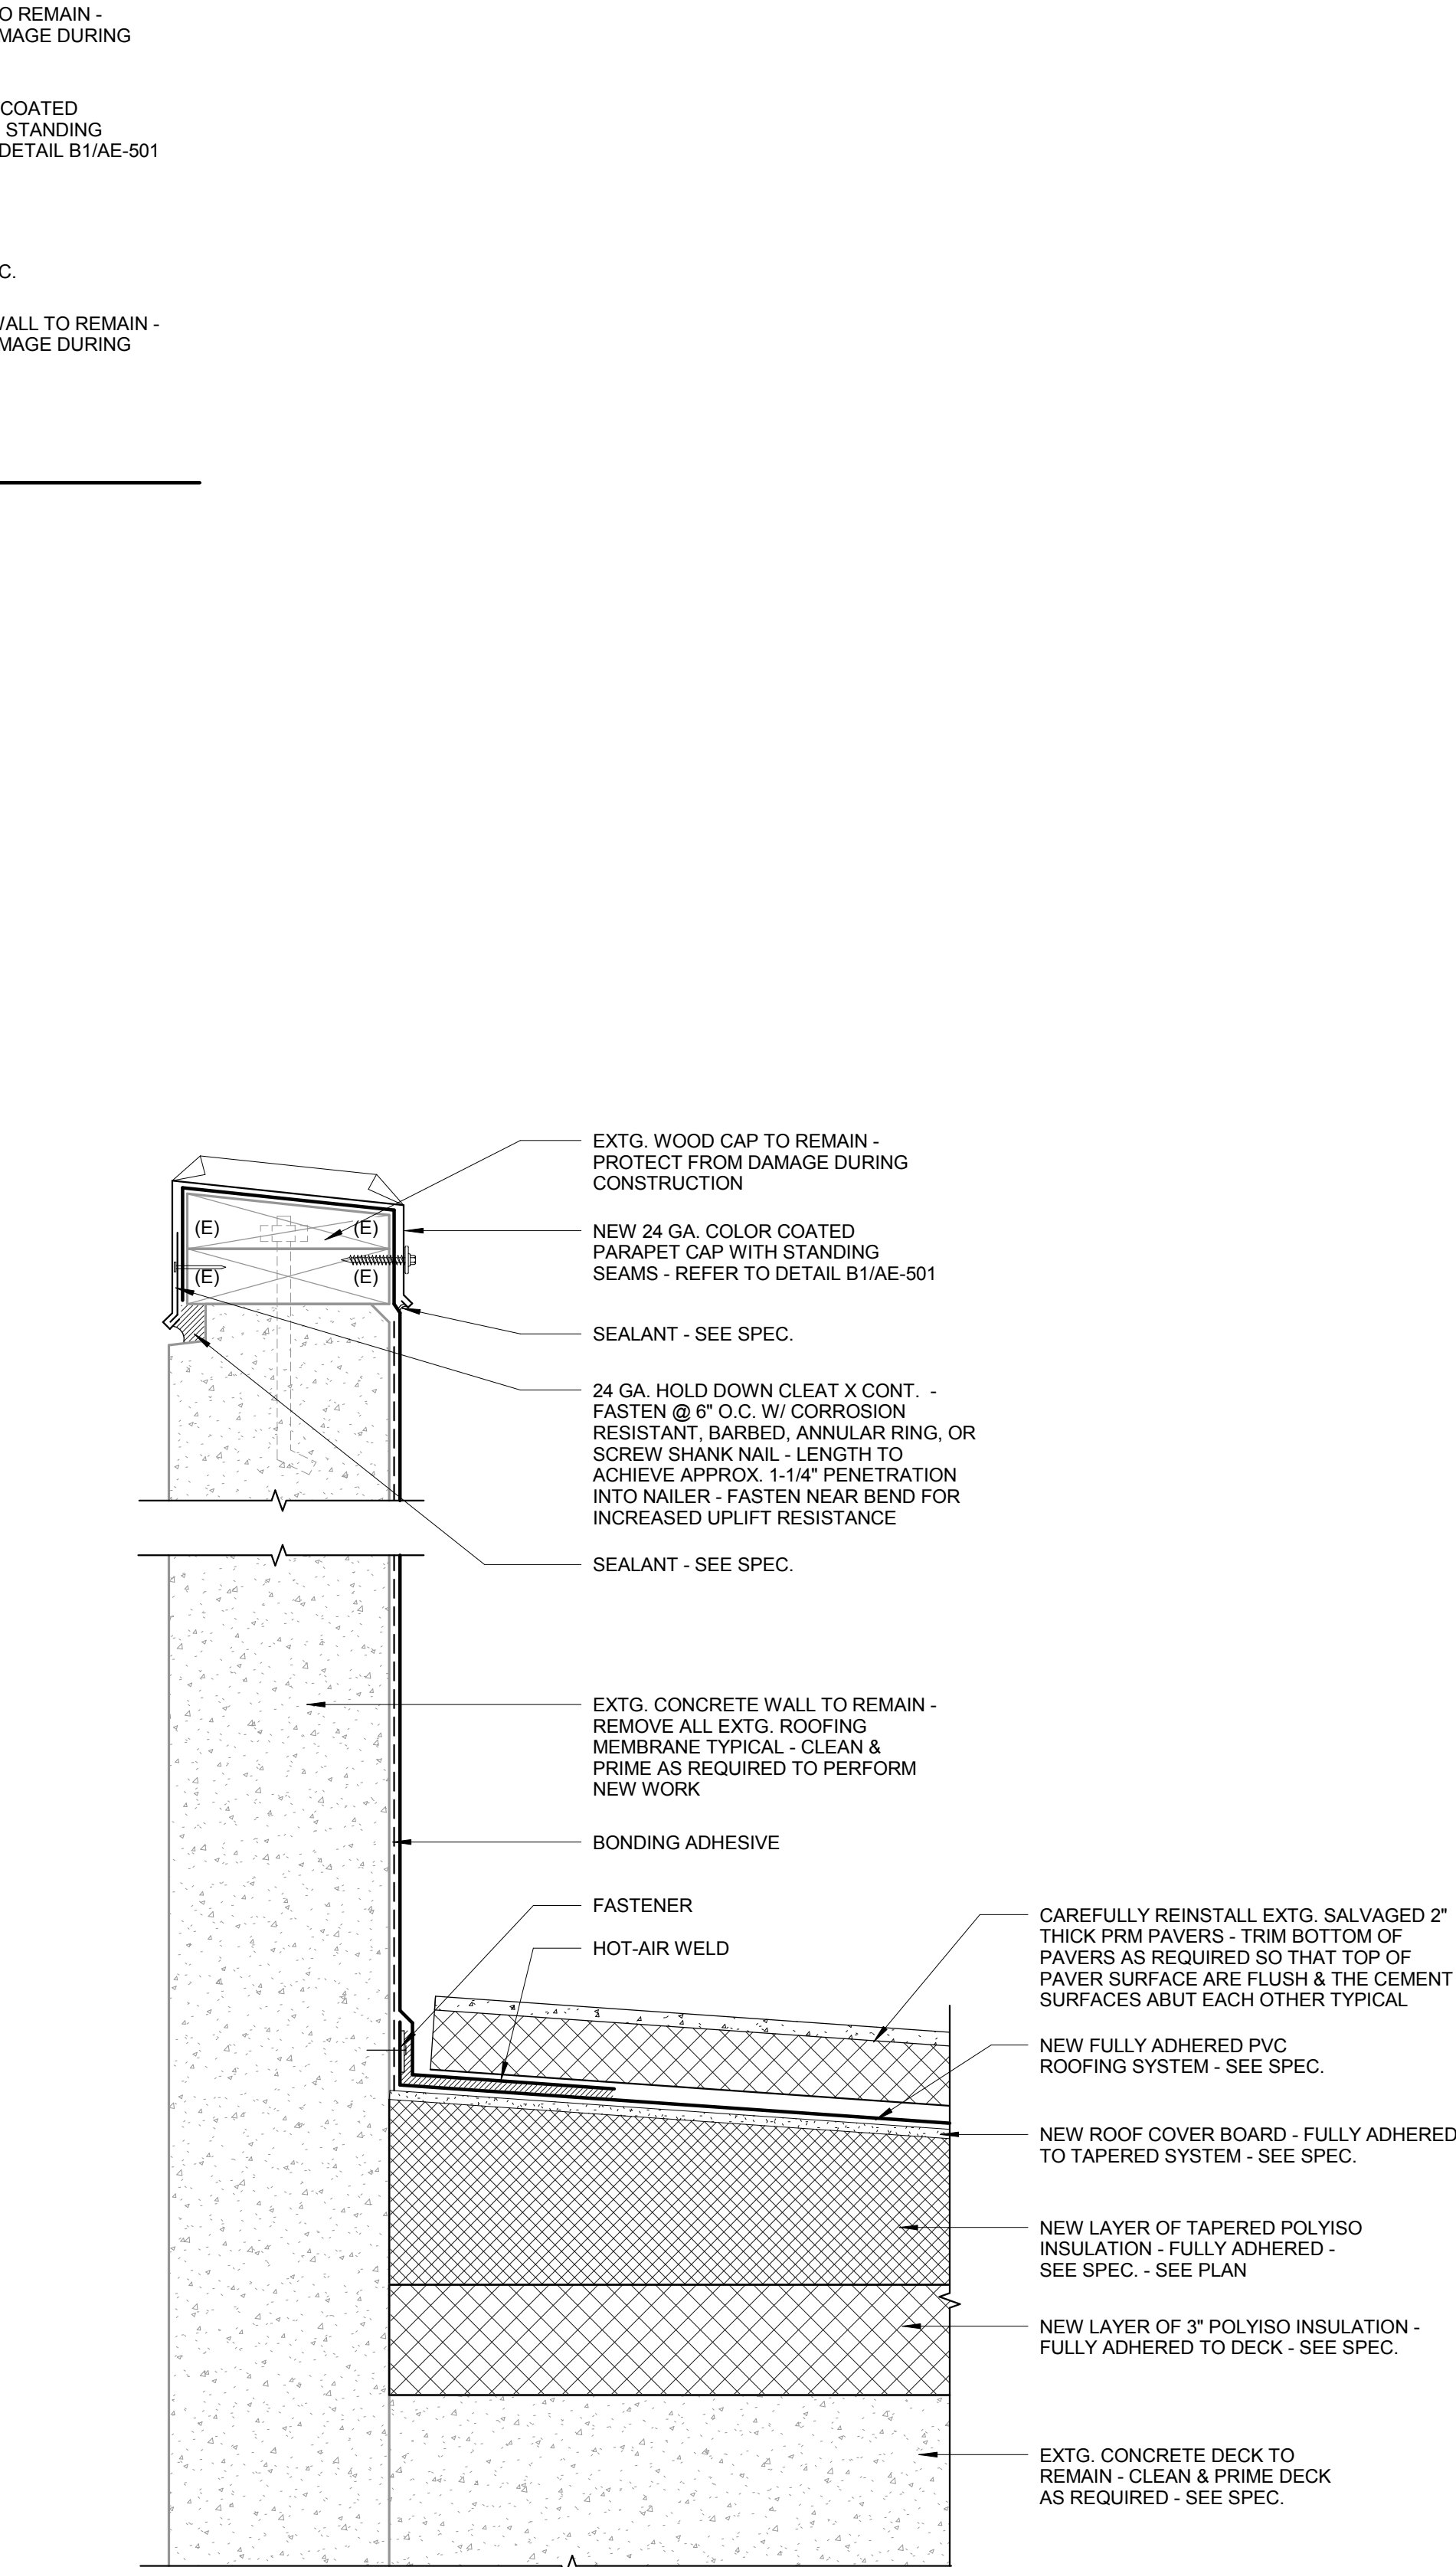 O REMAIN -
MAGE DURING
COATED
STANDING
DETAIL B1/AE-501
C.
WALL TO REMAIN -
MAGE DURING
EXTG. WOOD CAP TO REMAIN -
PROTECT FROM DAMAGE DURING
CONSTRUCTION
(E) (E)
(E) (E)
NEW 24 GA. COLOR COATED
PARAPET CAP WITH STANDING
SEAMS - REFER TO DETAIL B1/AE-501
SEALANT - SEE SPEC.
24 GA. HOLD DOWN CLEAT X CONT. -
FASTEN @ 6" O.C. W/ CORROSION
RESISTANT, BARBED, ANNULAR RING, OR
SCREW SHANK NAIL - LENGTH TO
ACHIEVE APPROX. 1-1/4" PENETRATION
INTO NAILER - FASTEN NEAR BEND FOR
INCREASED UPLIFT RESISTANCE
SEALANT - SEE SPEC.
EXTG. CONCRETE WALL TO REMAIN -
REMOVE ALL EXTG. ROOFING
MEMBRANE TYPICAL - CLEAN &
PRIME AS REQUIRED TO PERFORM
NEW WORK
BONDING ADHESIVE
FASTENER
HOT-AIR WELD
CAREFULLY REINSTALL EXTG. SALVAGED 2"
THICK PRM PAVERS - TRIM BOTTOM OF
PAVERS AS REQUIRED SO THAT TOP OF
PAVER SURFACE ARE FLUSH & THE CEMENT
SURFACES ABUT EACH OTHER TYPICAL
NEW FULLY ADHERED PVC
ROOFING SYSTEM - SEE SPEC.
NEW ROOF COVER BOARD - FULLY ADHERED
TO TAPERED SYSTEM - SEE SPEC.
NEW LAYER OF TAPERED POLYISO
INSULATION - FULLY ADHERED -
SEE SPEC. - SEE PLAN
NEW LAYER OF 3" POLYISO INSULATION -
FULLY ADHERED TO DECK - SEE SPEC.
EXTG. CONCRETE DECK TO
REMAIN - CLEAN & PRIME DECK
AS REQUIRED - SEE SPEC.